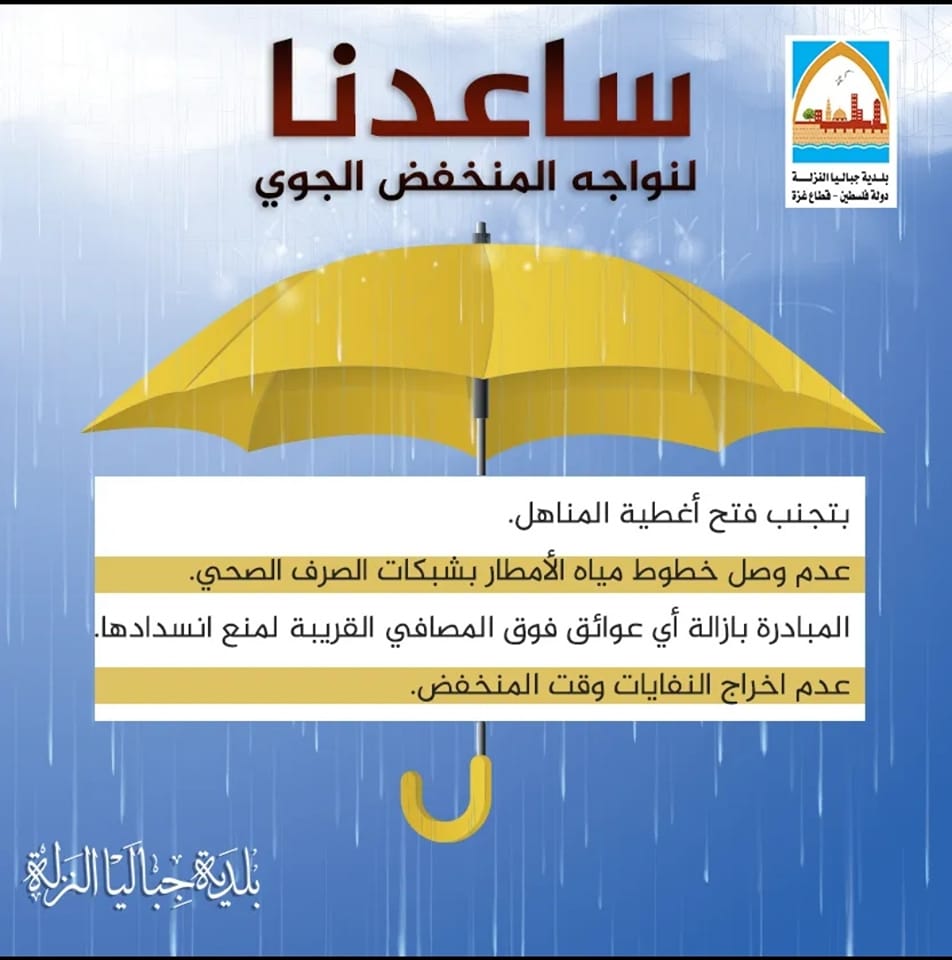 ساعدنا
لنواجه المنخفض الجوي
بلدية جباليا النزلة
دولة فلسطين - قطاع غزة
بتجنب فتح أغطية المناهل.
عدم وصل خطوط مياه الأمطار بشبكات الصرف الصحي.
المبادرة بازالة أي عوائق فوق المصافي القريبة لمنع انسدادها.
عدم اخراج النفايات وقت المنخفض.
بلدية جباليا النزلة